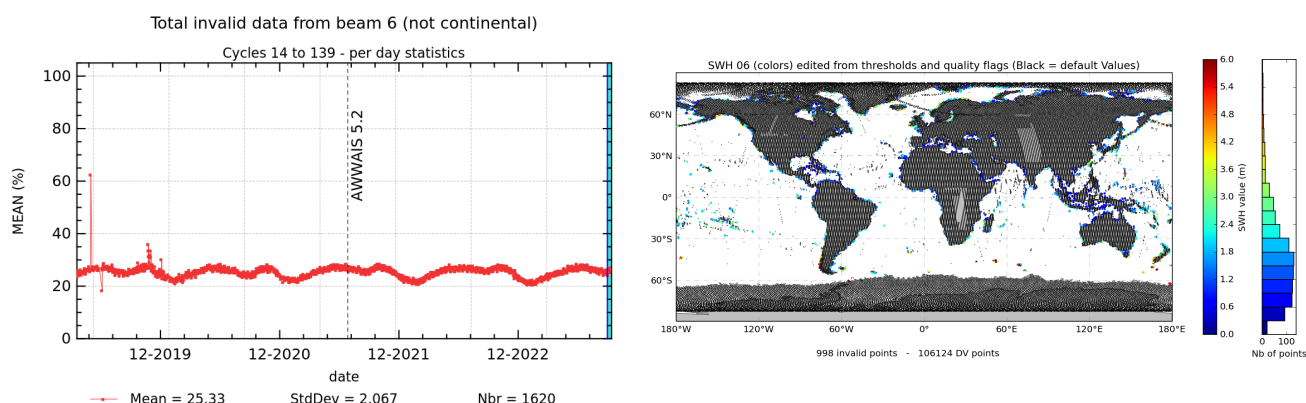 Total invalid data from beam 6 (not continental)
Cycles 14 to 139 - per day statistics
100
80
60
40
20
0
MEAN (%)
AWWAIS 5.2
12-2019 12-2020 12-2021 12-2022
date
Mean = 25.33 StdDev = 2.067 Nbr = 1620
SWH 06 (colors) edited from thresholds and quality flags (Black = default Values)
60°N
30°N
0°
30°S
60°S
180°W 120°W 60°W 0° 60°E 120°E 180°E
998 invalid points - 106124 DV points
6.0
5.4
4.8
4.2
3.6
3.0
2.4
1.8
1.2
0.6
0.0
SWH value (m)
0 100
Nb of points